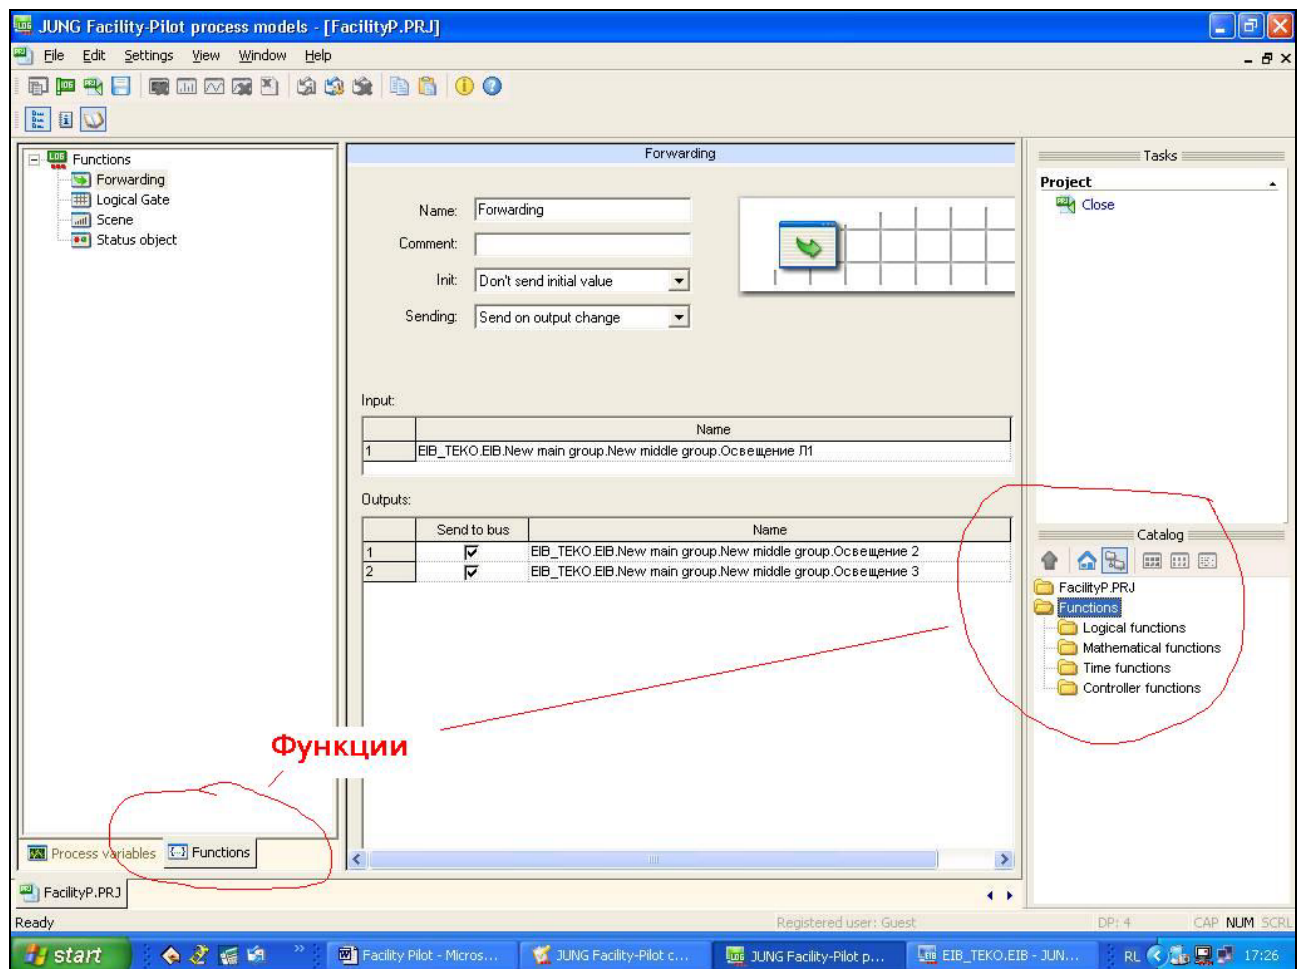 JUNG Facility-Pilot process models - [FacilityP.PRJ]
File Edit Settings View Window Help
Functions
Forwarding
Logical Gate
Scene
Status object
Process variables
Functions
Forwarding
Name: Forwarding
Comment:
Init: Don't send initial value
Sending: Send on output change
Input:
Name
1 EIB_TEKO.EIB.New main group.New middle group.Освещение Л1
Outputs:
Send to bus Name
1 EIB_TEKO.EIB.New main group.New middle group.Освещение 2
2 EIB_TEKO.EIB.New main group.New middle group.Освещение 3
Функции
Tasks
Project
Close
Catalog
FacilityP.PRJ
Functions
Logical functions
Mathematical functions
Time functions
Controller functions
FacilityP.PRJ
Ready Registered user: Guest DP: 4 CAP NUM SCRL
start Facility Pilot - Micros... JUNG Facility-Pilot c... JUNG Facility-Pilot p... EIB_TEKO.EIB - JUN... RL 17:26